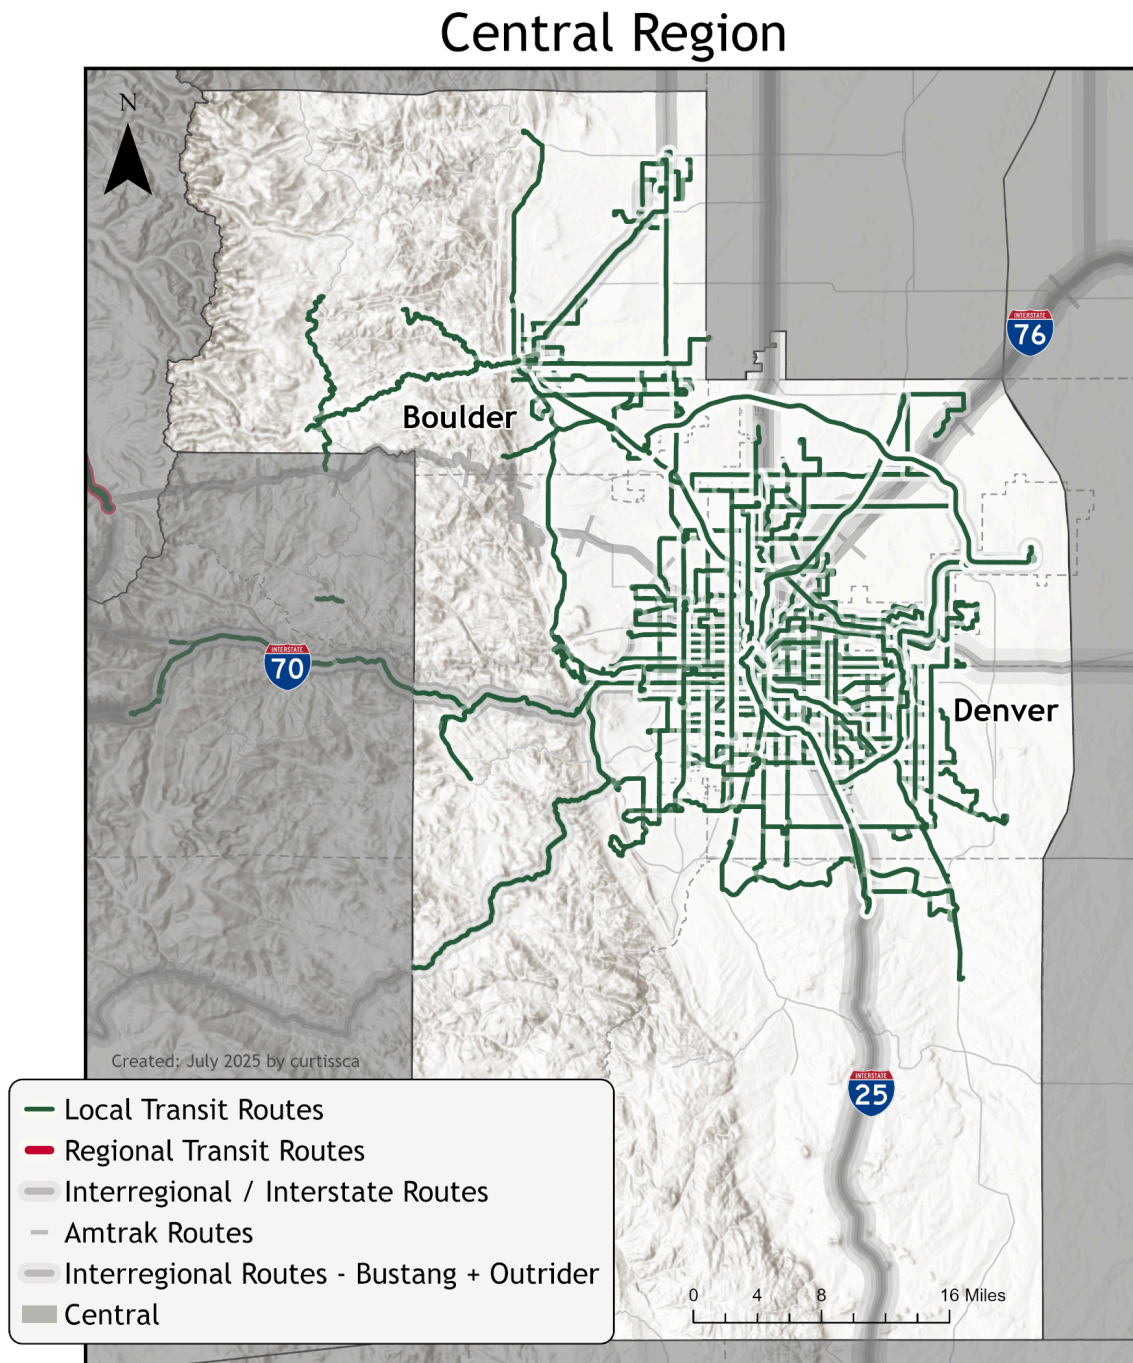 Central Region
N
INTERSTATE
76
Boulder
INTERSTATE
70
Denver
Created: July 2025 by curtissca
INTERSTATE
25
Local Transit Routes
Regional Transit Routes
Interregional / Interstate Routes
Amtrak Routes
Interregional Routes - Bustang + Outrider
Central
0 4 8 16 Miles